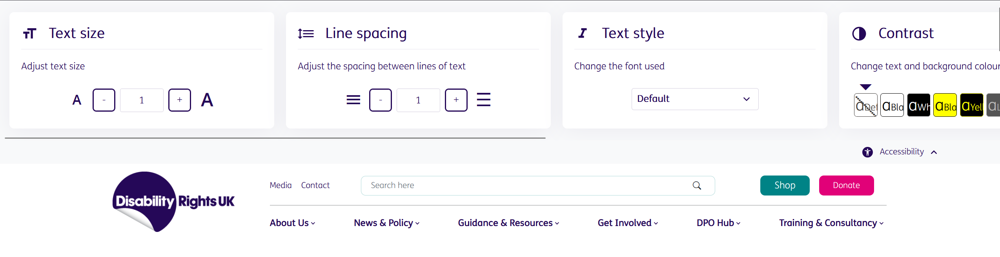 Text size
Adjust text size
A - 1 + A
Line spacing
Adjust the spacing between lines of text
- 1 +
Text style
Change the font used
Default
Contrast
Change text and background colour
aDef aBla aWh aBla aYell aL
Accessibility
Disability Rights UK
Media Contact
Search here
Shop
Donate
About Us
News & Policy
Guidance & Resources
Get Involved
DPO Hub
Training & Consultancy